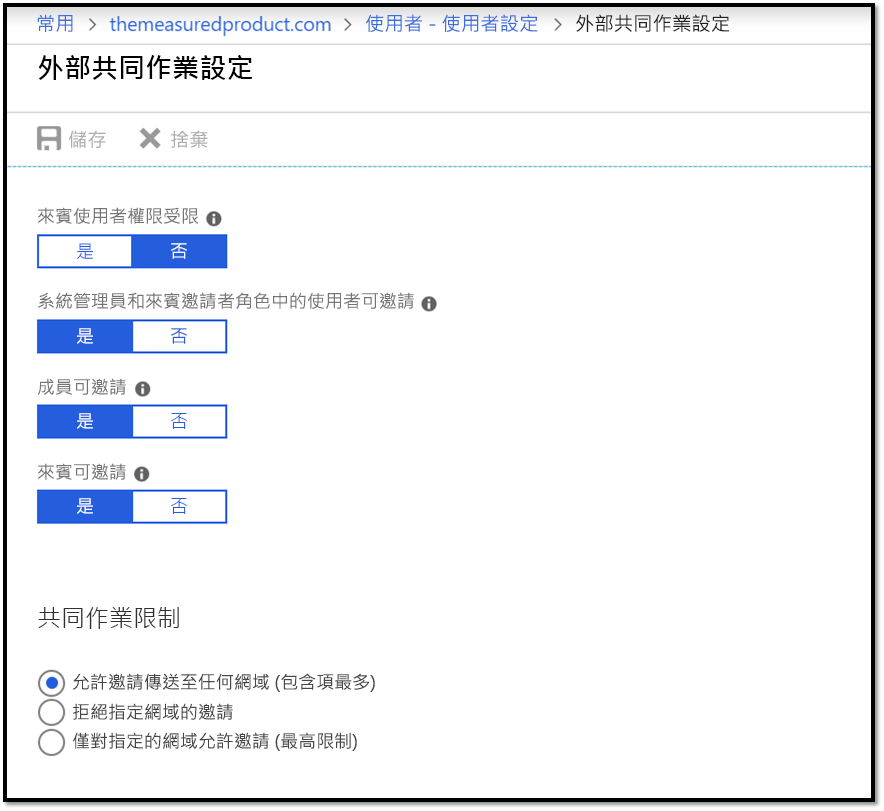 常用 > themeasuredproduct.com > 使用者 - 使用者設定 > 外部共同作業設定
外部共同作業設定
儲存 捨棄
來賓使用者權限受限
是 否
系統管理員和來賓邀請者角色中的使用者可邀請
是 否
成員可邀請
是 否
來賓可邀請
是 否
共同作業限制
允許邀請傳送至任何網域 (包含項最多)
拒絕指定網域的邀請
僅對指定的網域允許邀請 (最高限制)